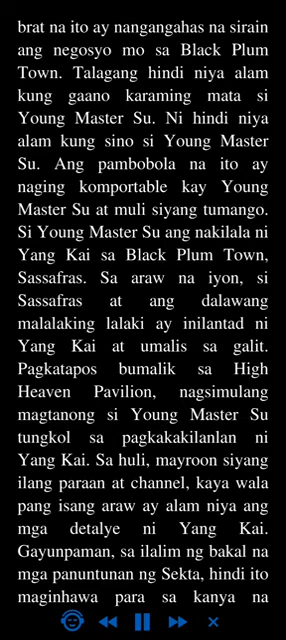 brat na ito ay nangangahas na sirain
ang negosyo mo sa Black Plum
Town. Talagang hindi niya alam
kung gaano karaming mata si
Young Master Su. Ni hindi niya
alam kung sino si Young Master
Su. Ang pambobola na ito ay
naging komportable kay Young
Master Su at muli siyang tumango.
Si Young Master Su ang nakilala ni
Yang Kai sa Black Plum Town,
Sassafras. Sa araw na iyon, si
Sassafras at ang dalawang
malalaking lalaki ay inilantad ni
Yang Kai at umalis sa galit.
Pagkatapos bumalik sa High
Heaven Pavilion, nagsimulang
magtanong si Young Master Su
tungkol sa pagkakakilanlan ni
Yang Kai. Sa huli, mayroon siyang
ilang paraan at channel, kaya wala
pang isang araw ay alam niya ang
mga detalye ni Yang Kai.
Gayunpaman, sa ilalim ng bakal na
mga panuntunan ng Sekta, hindi ito
maginhawa para sa kanya na